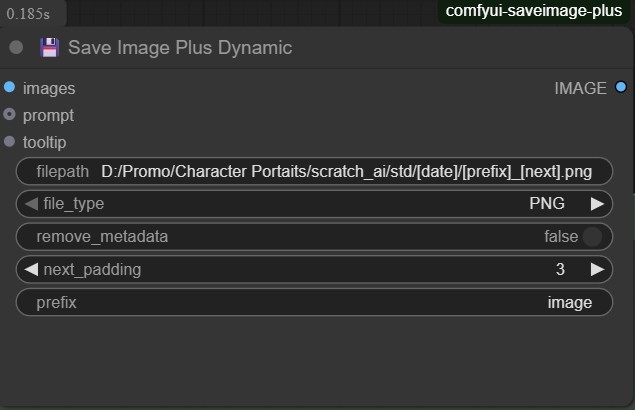 0.185s
comfyui-saveimage-plus
Save Image Plus Dynamic
images IMAGE
prompt
tooltip
filepath D:/Promo/Character Portaits/scratch_ai/std/[date]/[prefix]_[next].png
file_type PNG
remove_metadata false
next_padding 3
prefix image